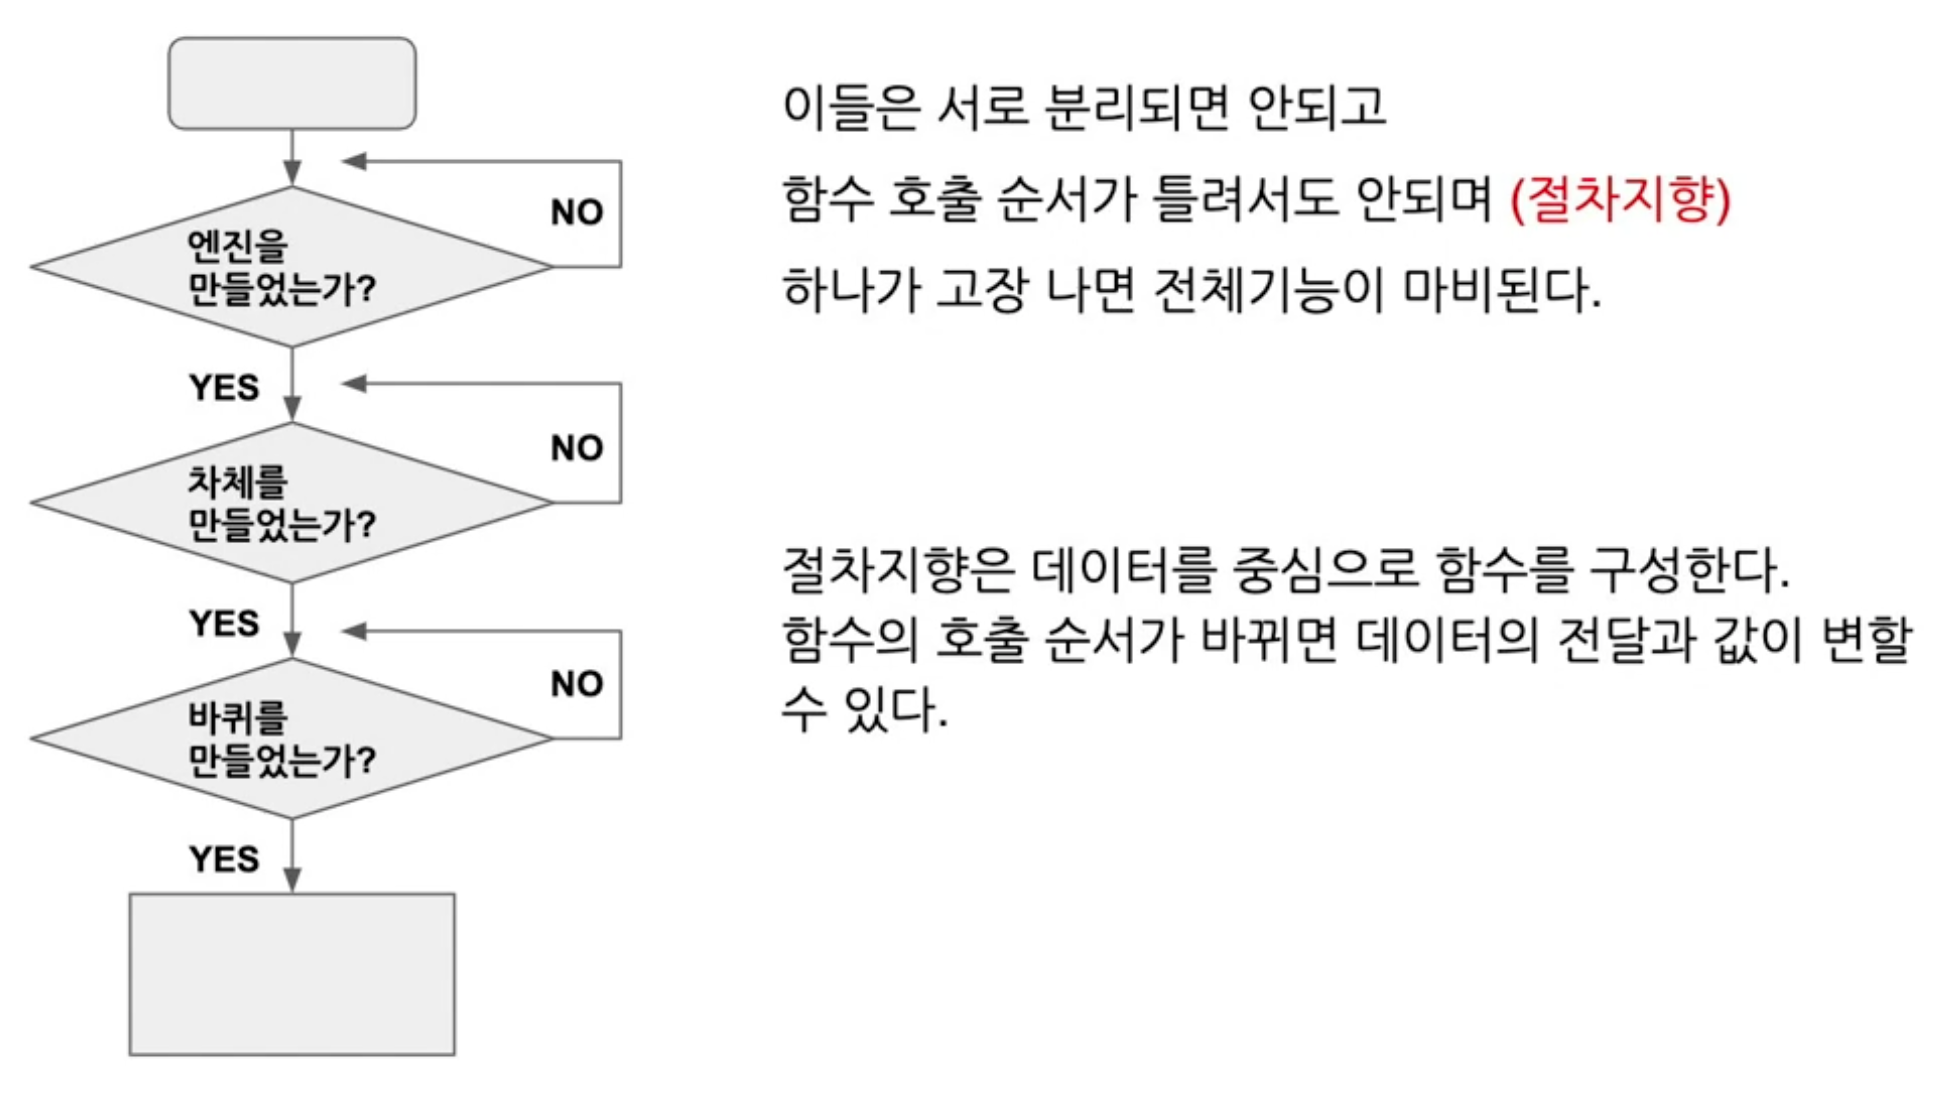 엔진을
만들었는가?
NO
YES
차체를
만들었는가?
NO
YES
바퀴를
만들었는가?
NO
YES
이들은 서로 분리되면 안되고
함수 호출 순서가 틀려서도 안되며 (절차지향)
하나가 고장 나면 전체기능이 마비된다.
절차지향은 데이터를 중심으로 함수를 구성한다.
함수의 호출 순서가 바뀌면 데이터의 전달과 값이 변할
수 있다.